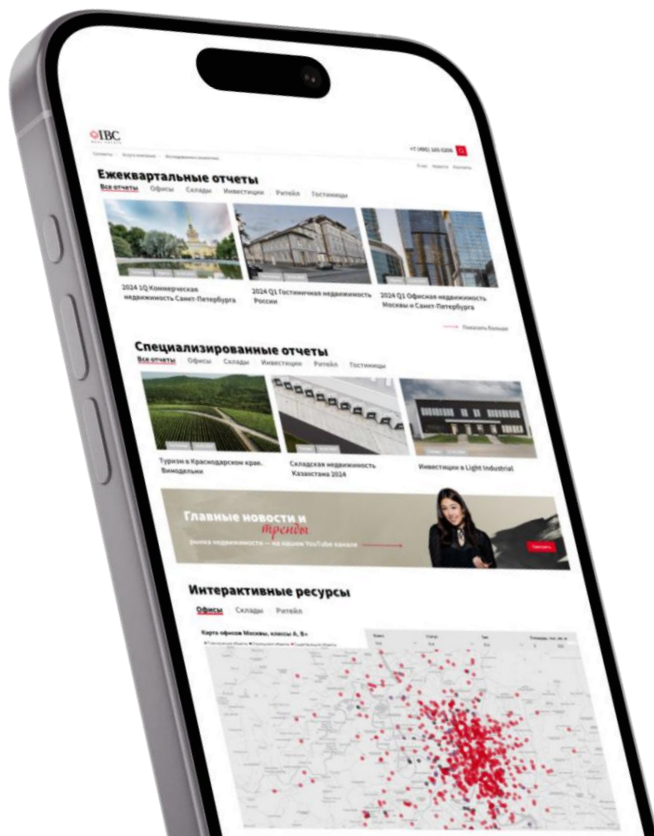 IBC
REAL ESTATE
Ежеквартальные отчеты
Все отчеты Офисы Склады Инвестиции Ритейл Гостиницы
2024 1Q Коммерческая
недвижимость Санкт-Петербурга
2024 Q1 Гостиничная недвижимость
России
2024 Q1 Офисная недвижимость
Москвы и Санкт-Петербурга
Показать больше
Специализированные отчеты
Все отчеты Офисы Склады Инвестиции Ритейл Гостиницы
Туризм в Краснодарском крае.
Винодельни
Складская недвижимость
Казахстана 2024
Инвестиции в Light Industrial
Главные новости и
тренды
рынка недвижимости — на нашем YouTube канале
Смотреть
Интерактивные ресурсы
Офисы Склады Ритейл
Карта офисов Москвы, классы А, В+